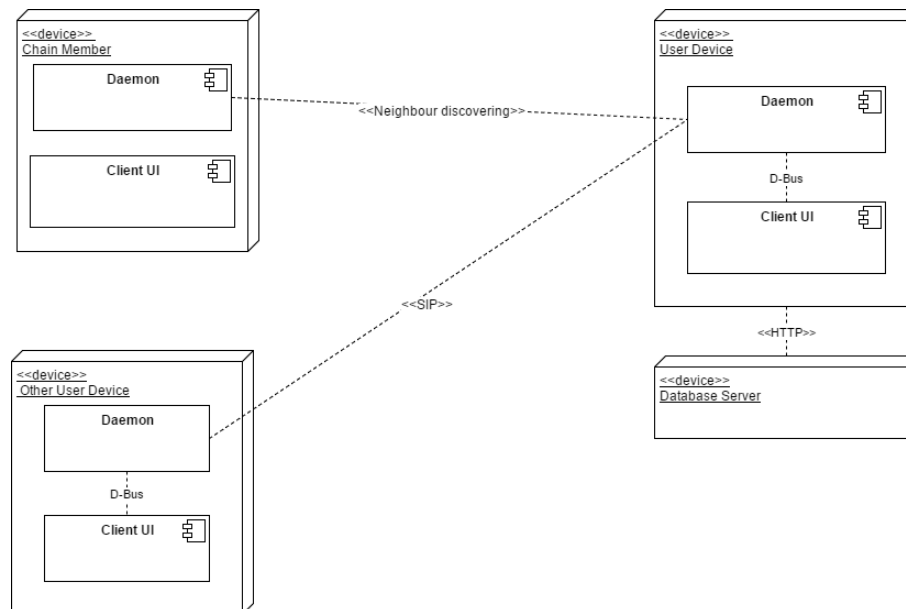 <<device>>
Chain Member
Daemon
Client UI
<<Neighbour discovering>>
<<device>>
User Device
Daemon
D-Bus
Client UI
<<SIP>>
<<HTTP>>
<<device>>
Database Server
<<device>>
Other User Device
Daemon
D-Bus
Client UI